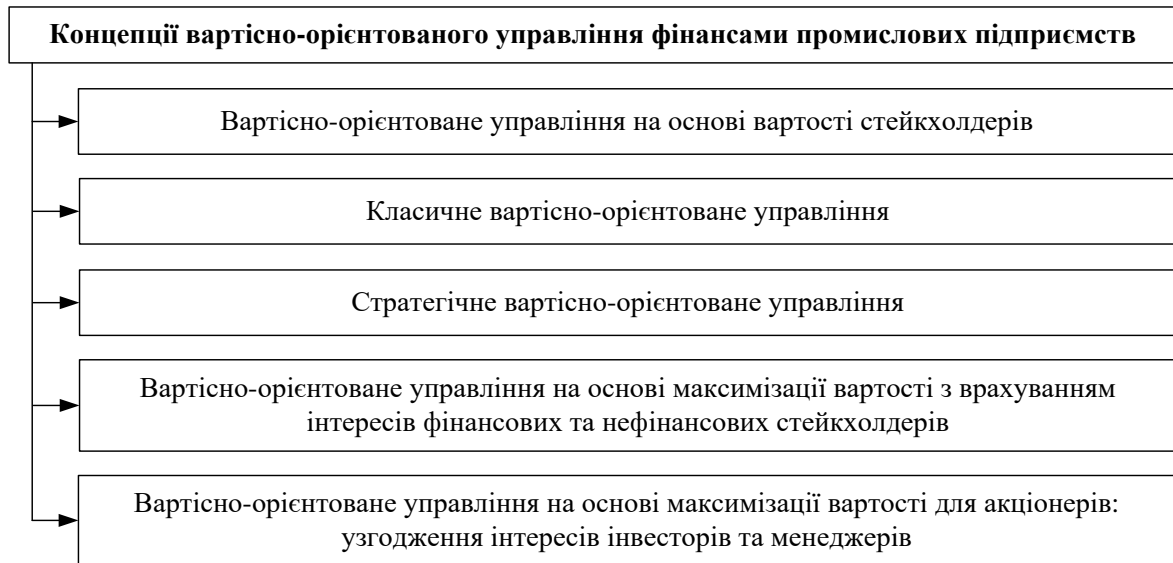 Концепції вартісно-орієнтованого управління фінансами промислових підприємств
Вартісно-орієнтоване управління на основі вартості стейкхолдерів
Класичне вартісно-орієнтоване управління
Стратегічне вартісно-орієнтоване управління
Вартісно-орієнтоване управління на основі максимізації вартості з врахуванням
інтересів фінансових та нефінансових стейкхолдерів
Вартісно-орієнтоване управління на основі максимізації вартості для акціонерів:
узгодження інтересів інвесторів та менеджерів